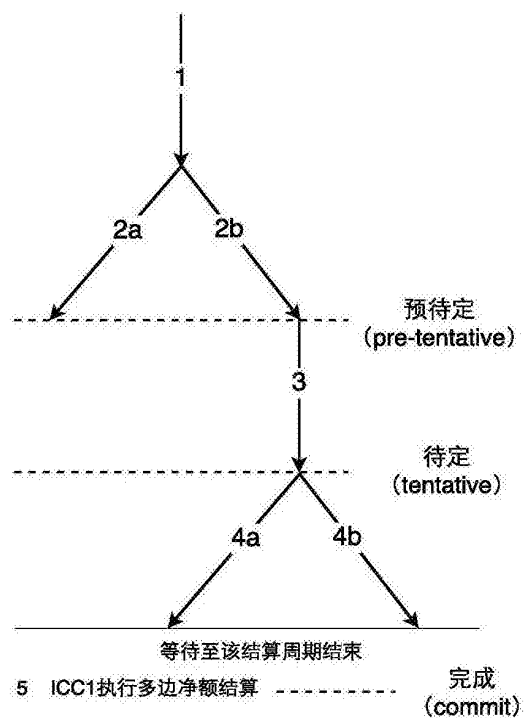 1
2a 2b
预待定
（pre-tentative）
3
待定
（tentative）
4a 4b
等待至该结算周期结束
5 ICC1执行多边净额结算
完成
（commit）